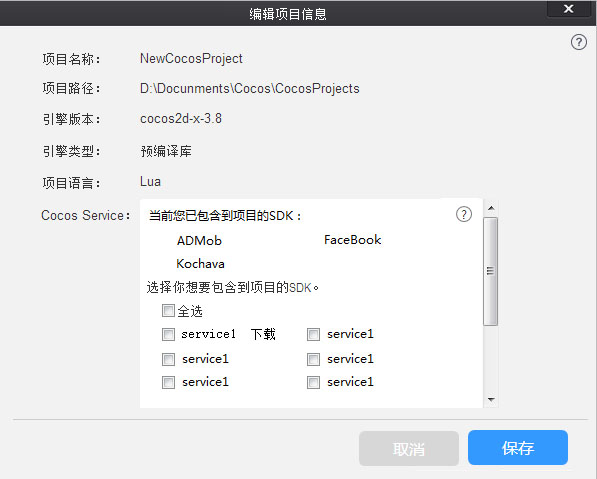 编辑项目信息
项目名称： NewCocosProject
项目路径： D:\Docunments\Cocos\CocosProjects
引擎版本： cocos2d-x-3.8
引擎类型： 预编译库
项目语言： Lua
Cocos Service： 当前您已包含到项目的SDK：
ADMob FaceBook
Kochava
选择你想要包含到项目的SDK。
全选
service1 下载 service1
service1 service1
service1 service1
取消 保存